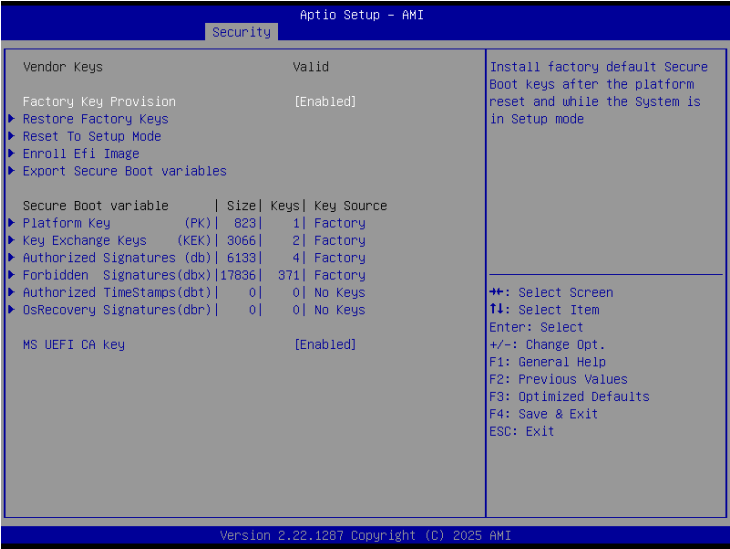 Aptio Setup - AMI
Security
Vendor Keys Valid
Factory Key Provision [Enabled]
Restore Factory Keys
Reset To Setup Mode
Enroll Efi Image
Export Secure Boot variables
Secure Boot variable | Size| Keys| Key Source
Platform Key (PK)| 823| 1| Factory
Key Exchange Keys (KEK)| 3066| 2| Factory
Authorized Signatures (db)| 6133| 4| Factory
Forbidden Signatures(dbx)|17836| 371| Factory
Authorized TimeStamps(dbt)| 0| 0| No Keys
OsRecovery Signatures(dbr)| 0| 0| No Keys
MS UEFI CA key [Enabled]
Install factory default Secure
Boot keys after the platform
reset and while the System is
in Setup mode
→←: Select Screen
↑↓: Select Item
Enter: Select
+/-: Change Opt.
F1: General Help
F2: Previous Values
F3: Optimized Defaults
F4: Save & Exit
ESC: Exit
Version 2.22.1287 Copyright (C) 2025 AMI